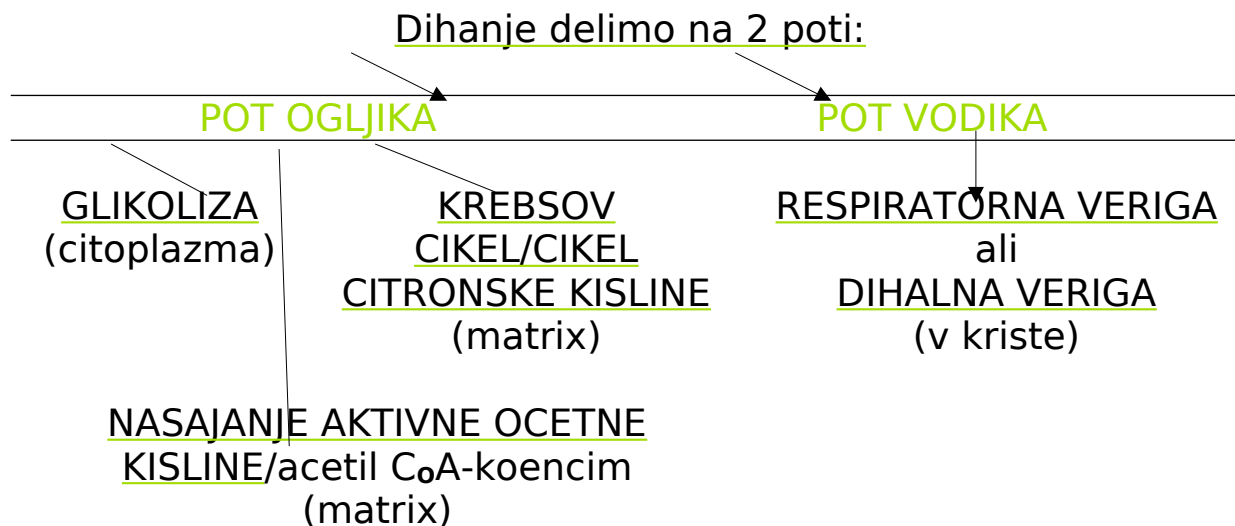 Dihanje delimo na 2 poti:
POT OGLJIKA
POT VODIKA
GLIKOLIZA
(citoplazma)
KREBSOV
CIKEL/CIKEL
CITRONSKE KISLINE
(matrix)
RESPIRATORNA VERIGA
ali
DIHALNA VERIGA
(v kriste)
NASAJANJE AKTIVNE OCETNE
KISLINE/acetil CoA-koencim
(matrix)